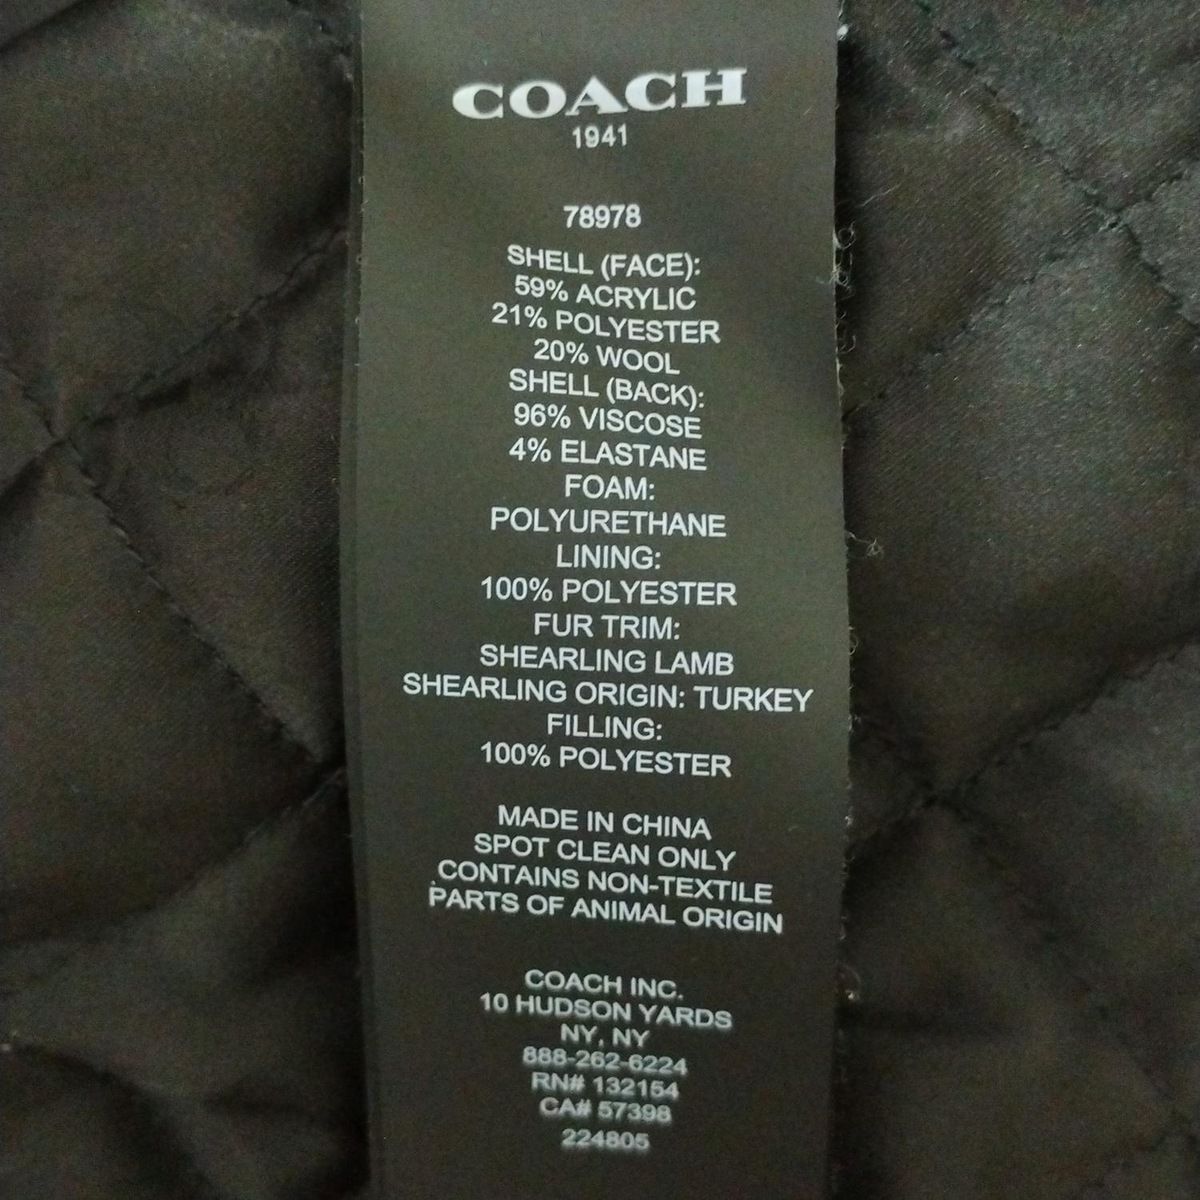 COACH
1941
78978
SHELL (FACE):
59% ACRYLIC
21% POLYESTER
20% WOOL
SHELL (BACK):
96% VISCOSE
4% ELASTANE
FOAM:
POLYURETHANE
LINING:
100% POLYESTER
FUR TRIM:
SHEARLING LAMB
SHEARLING ORIGIN: TURKEY
FILLING:
100% POLYESTER
MADE IN CHINA
SPOT CLEAN ONLY
CONTAINS NON-TEXTILE
PARTS OF ANIMAL ORIGIN
COACH INC.
10 HUDSON YARDS
NY, NY
888-262-6224
RN# 132154
CA# 57398
224805